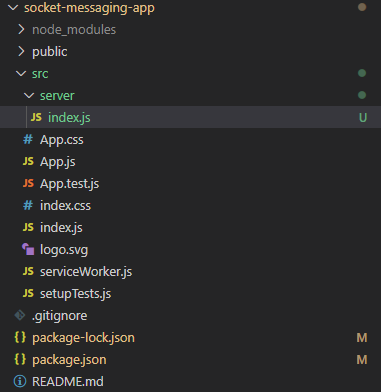 socket-messaging-app
node_modules
public
src
server
JS index.js U
# App.css
JS App.js
JS App.test.js
# index.css
JS index.js
logo.svg
JS serviceWorker.js
JS setupTests.js
.gitignore
{} package-lock.json M
{} package.json M
README.md